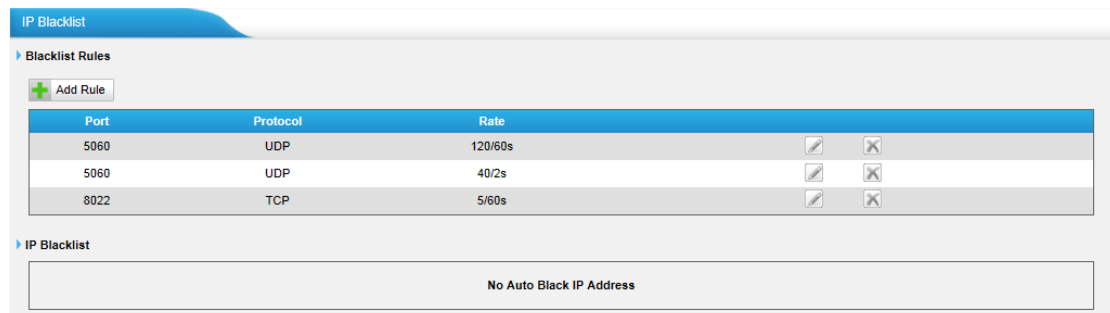 IP Blacklist
Blacklist Rules
Add Rule
Port Protocol Rate
5060 UDP 120/60s
5060 UDP 40/2s
8022 TCP 5/60s
IP Blacklist
No Auto Black IP Address